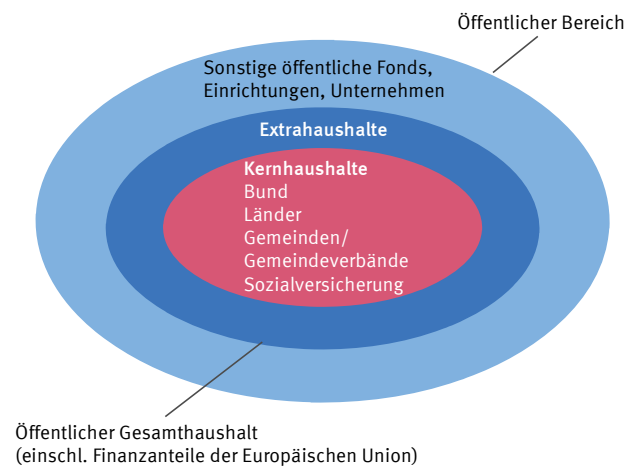 Öffentlicher Bereich
Sonstige öffentliche Fonds,
Einrichtungen, Unternehmen
Extrahaushalte
Kernhaushalte
Bund
Länder
Gemeinden/
Gemeindeverbände
Sozialversicherung
Öffentlicher Gesamthaushalt
(einschl. Finanzanteile der Europäischen Union)